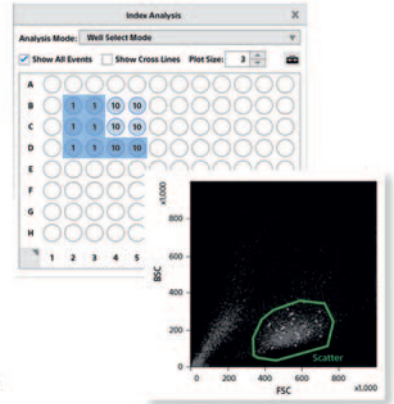 Index Analysis X
Analysis Mode: Well Select Mode
Show All Events Show Cross Lines Plot Size: 3
A
B 1 1 10 10
C 1 1 10 10
D 1 1 10 10
E
F
G
H
1 2 3 4 5
x1,000
800
600
BSC
400
200
0
Scatter
0 200 400 600 800
FSC x1,000